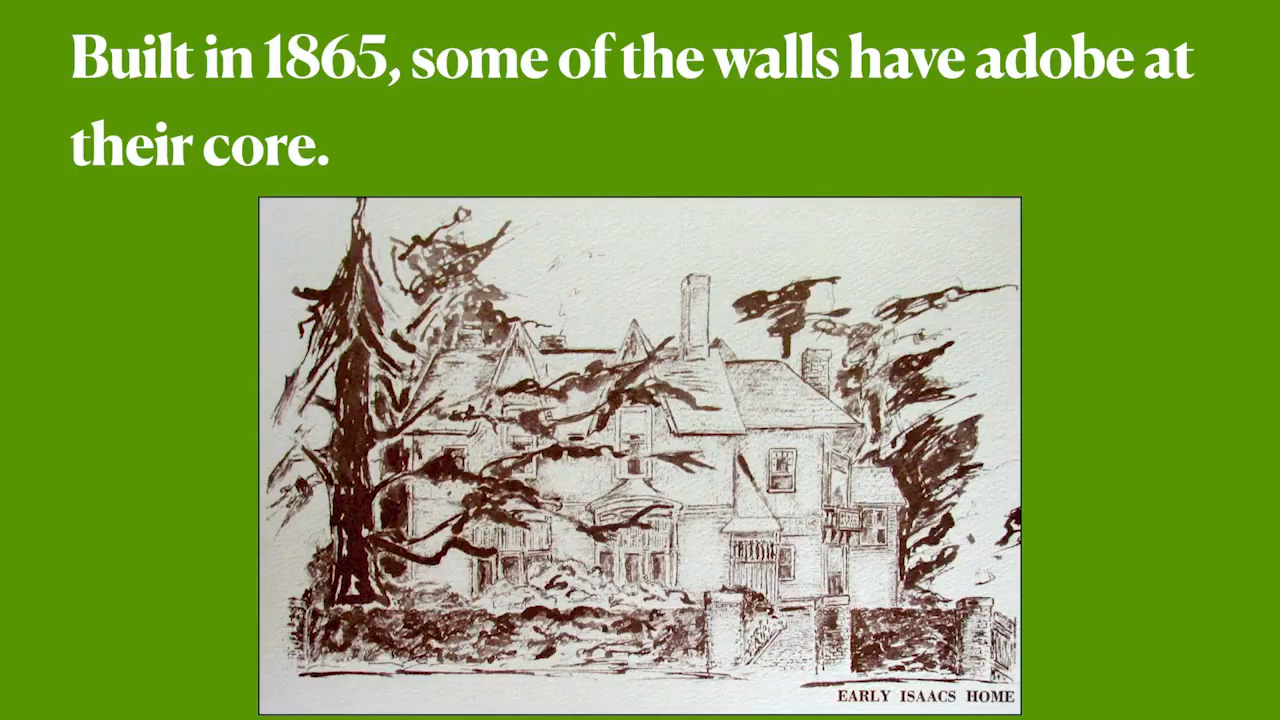 Built in 1865, some of the walls have adobe at
their core.
EARLY ISAACS HOME